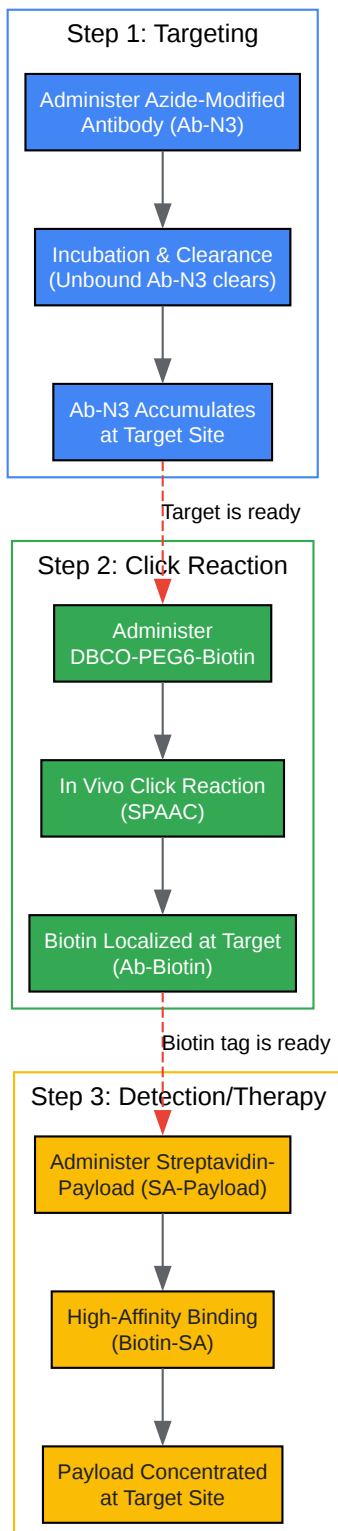 Step 1: Targeting
Administer Azide-Modified
Antibody (Ab-N3)
Incubation & Clearance
(Unbound Ab-N3 clears)
Ab-N3 Accumulates
at Target Site
Target is ready
Step 2: Click Reaction
Administer
DBCO-PEG6-Biotin
In Vivo Click Reaction
(SPAAC)
Biotin Localized at Target
(Ab-Biotin)
Biotin tag is ready
Step 3: Detection/Therapy
Administer Streptavidin-
Payload (SA-Payload)
High-Affinity Binding
(Biotin-SA)
Payload Concentrated
at Target Site